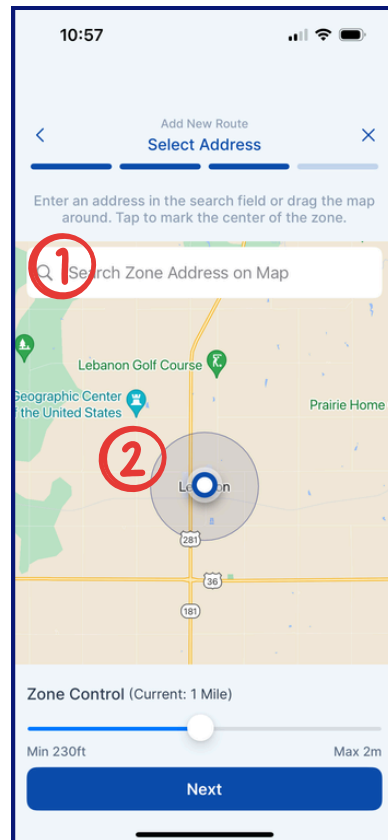 10:57
Add New Route
Select Address
Enter an address in the search field or drag the map
around. Tap to mark the center of the zone.
1
Search Zone Address on Map
Lebanon Golf Course
Geographic Center
f the United States
Prairie Home
2
Lebanon
281
36
181
Zone Control (Current: 1 Mile)
Min 230ft
Max 2m
Next